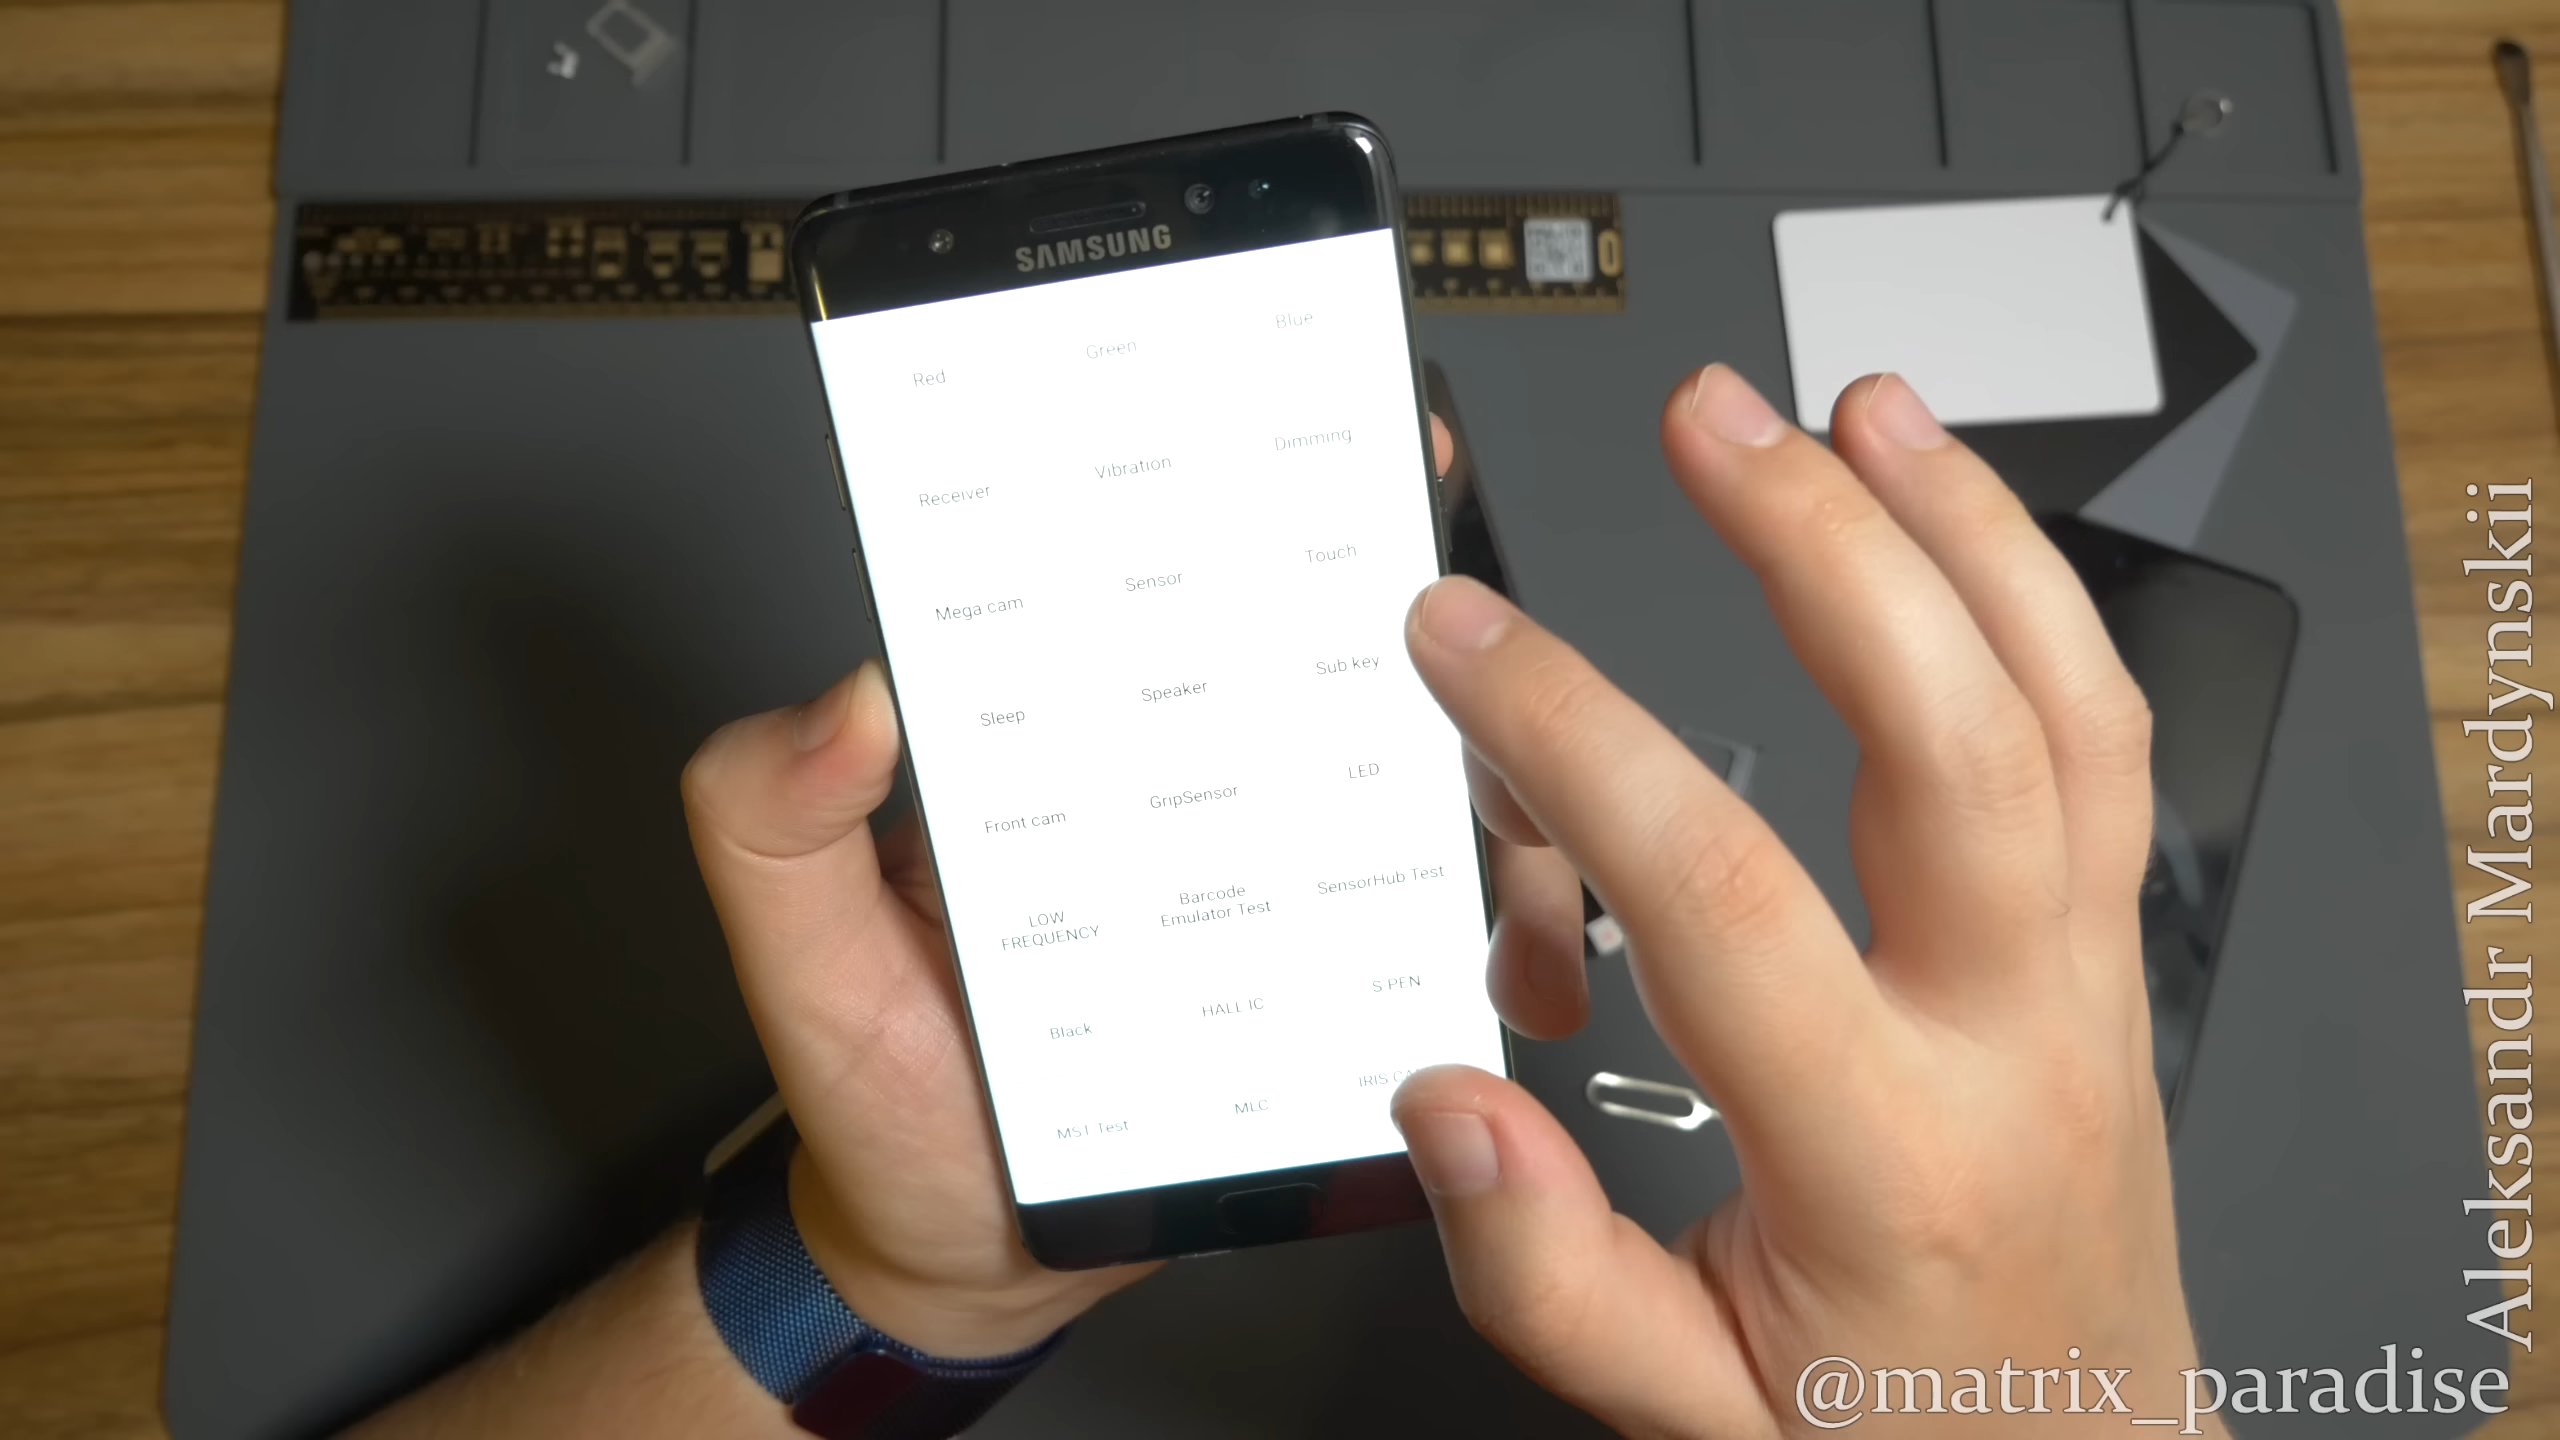 SAMSUNG
Red
Green
Blue
Receiver
Vibration
Dimming
Mega cam
Sensor
Touch
Sleep
Speaker
Sub key
Front cam
GripSensor
LED
LOW
FREQUENCY
Barcode
Emulator Test
SensorHub Test
Black
HALL IC
S-PEN
MST Test
MLC
IRIS
Aleksandr Mardynskii
@matrix_paradise